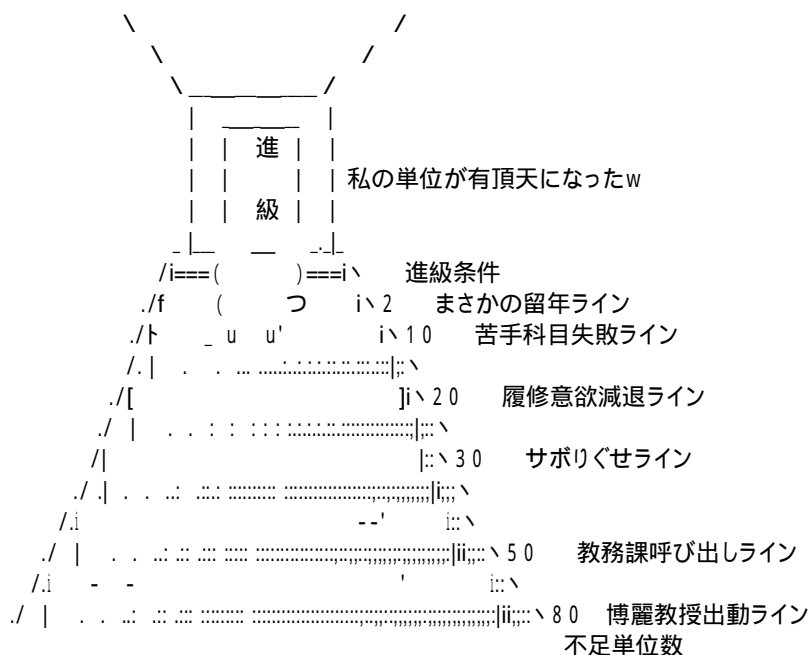 進
私の単位が有頂天になったw
級
進級条件
2 まさかの留年ライン
10 苦手科目失敗ライン
20 履修意欲減退ライン
30 サボりぐせライン
50 教務課呼び出しライン
80 博麗教授出動ライン
不足単位数